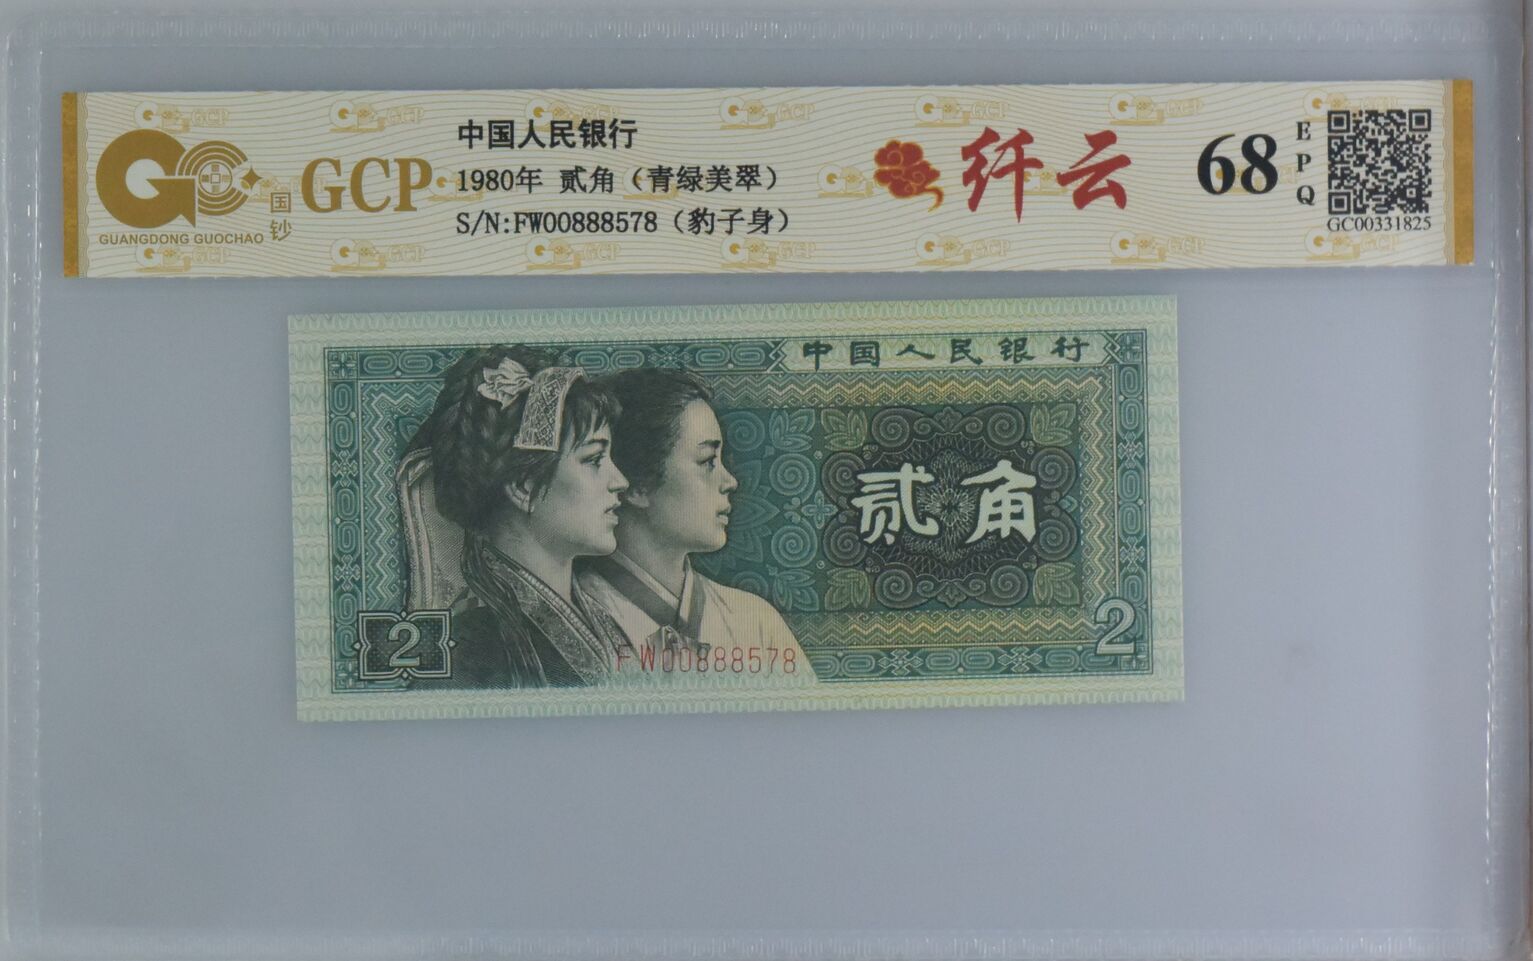 GCP
国钞
GUANGDONG GUOCHAO
中国人民银行
1980年 贰角（青绿美翠）
S/N:FW00888578（豹子身）
纤云
68
EPQ
GC00331825
中国人民银行
贰角
2
2
FW00888578